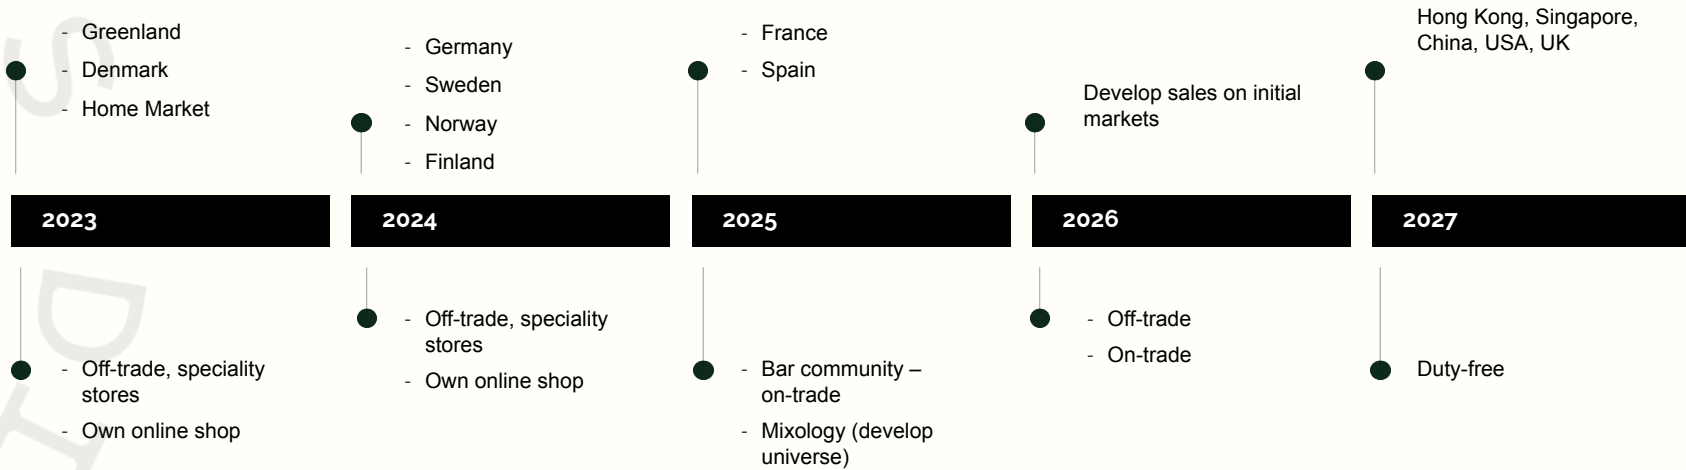 - Greenland
- Denmark
- Home Market
- Germany
- Sweden
- Norway
- Finland
- France
- Spain
Develop sales on initial
markets
Hong Kong, Singapore,
China, USA, UK
2023
2024
2025
2026
2027
- Off-trade, speciality
stores
- Own online shop
- Off-trade, speciality
stores
- Own online shop
- Bar community –
on-trade
- Mixology (develop
universe)
- Off-trade
- On-trade
Duty-free
S
D